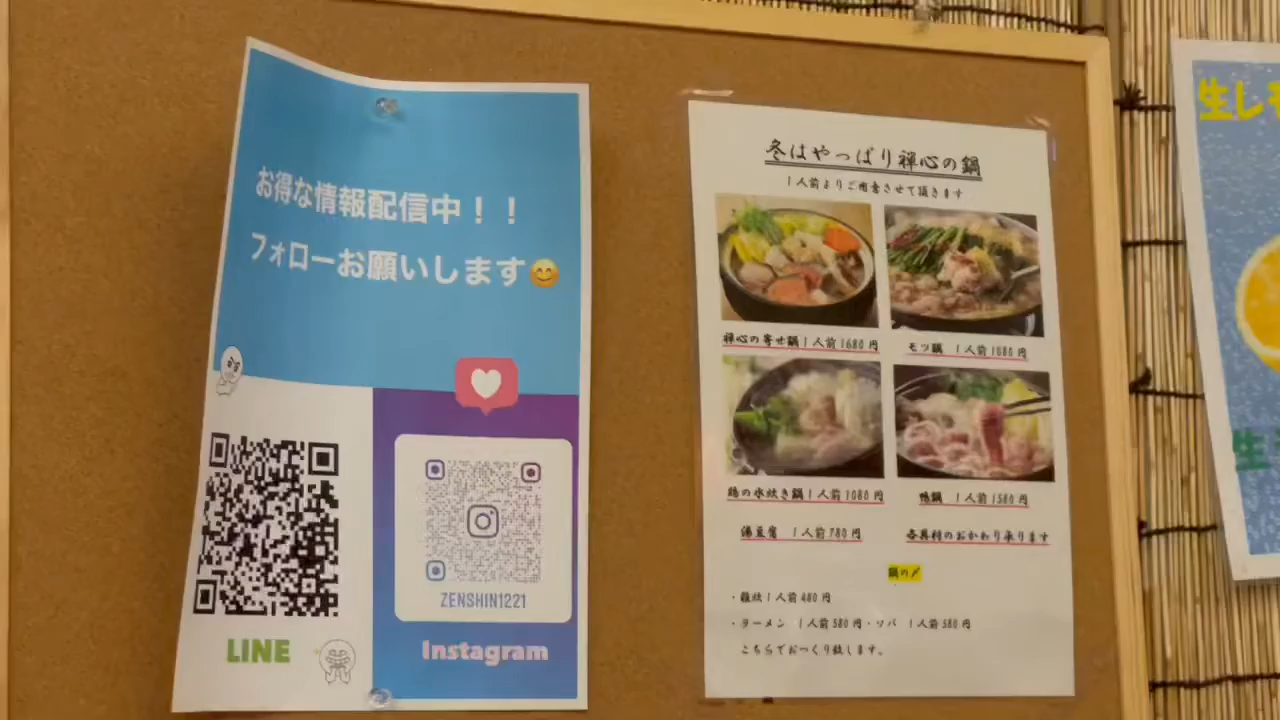 お得な情報配信中！！
フォローお願いします😊
ZENSHIN1221
LINE
Instagram
冬はやっぱり禅心の鍋
1人前よりご用意させて頂きます
禅心の寄せ鍋1人前1680円
モツ鍋 1人前1080円
鶏の水炊き鍋1人前1080円
鴨鍋 1人前1580円
湯豆腐 1人前780円
各具材のおかわり承ります
鍋の〆
・雑炊1人前480円
・ラーメン 1人前580円・ソバ 1人前580円
こちらでおつくり致します。
生し
生